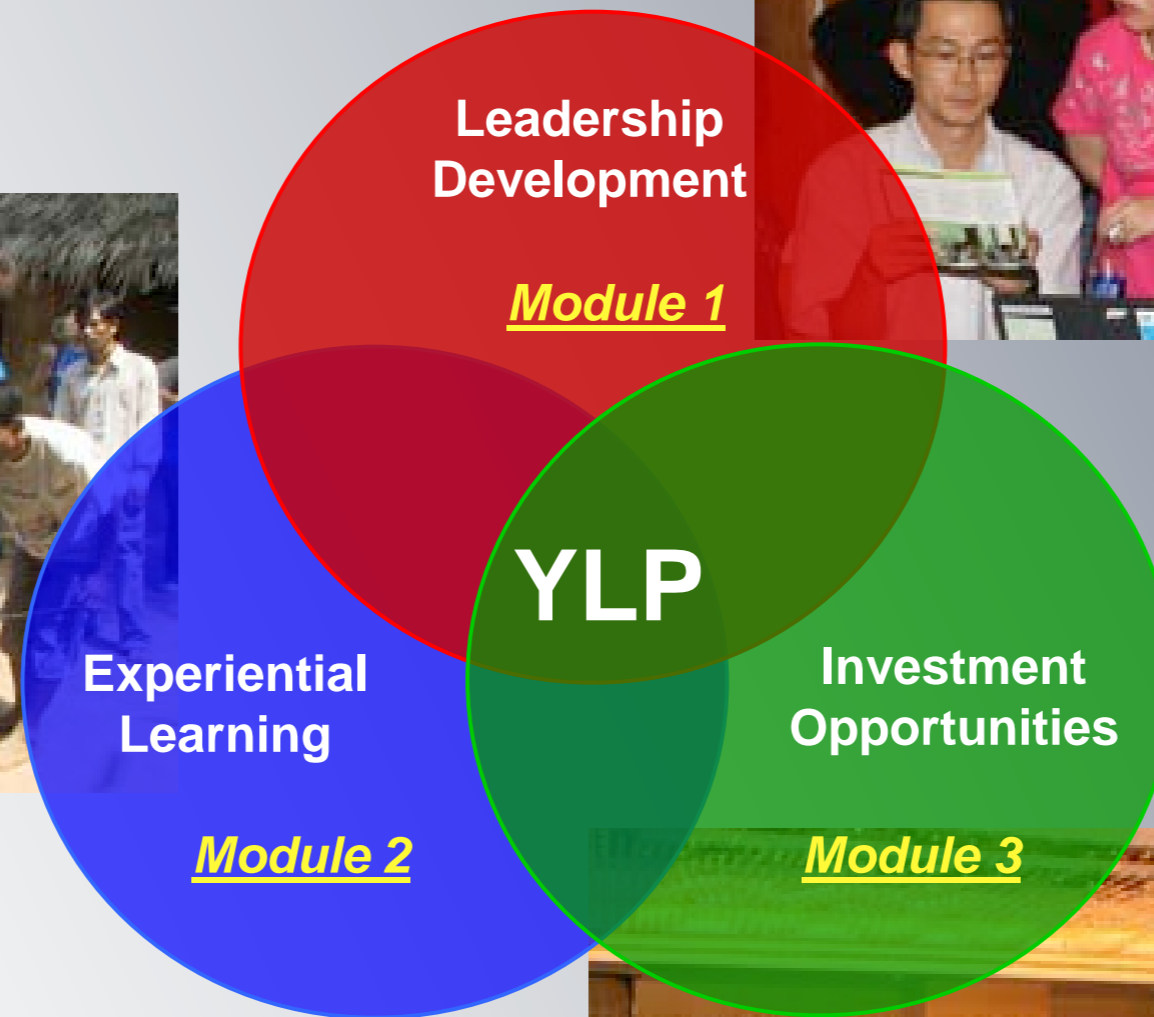 Leadership
Development
Module 1
YLP
Experiential
Learning
Module 2
Investment
Opportunities
Module 3